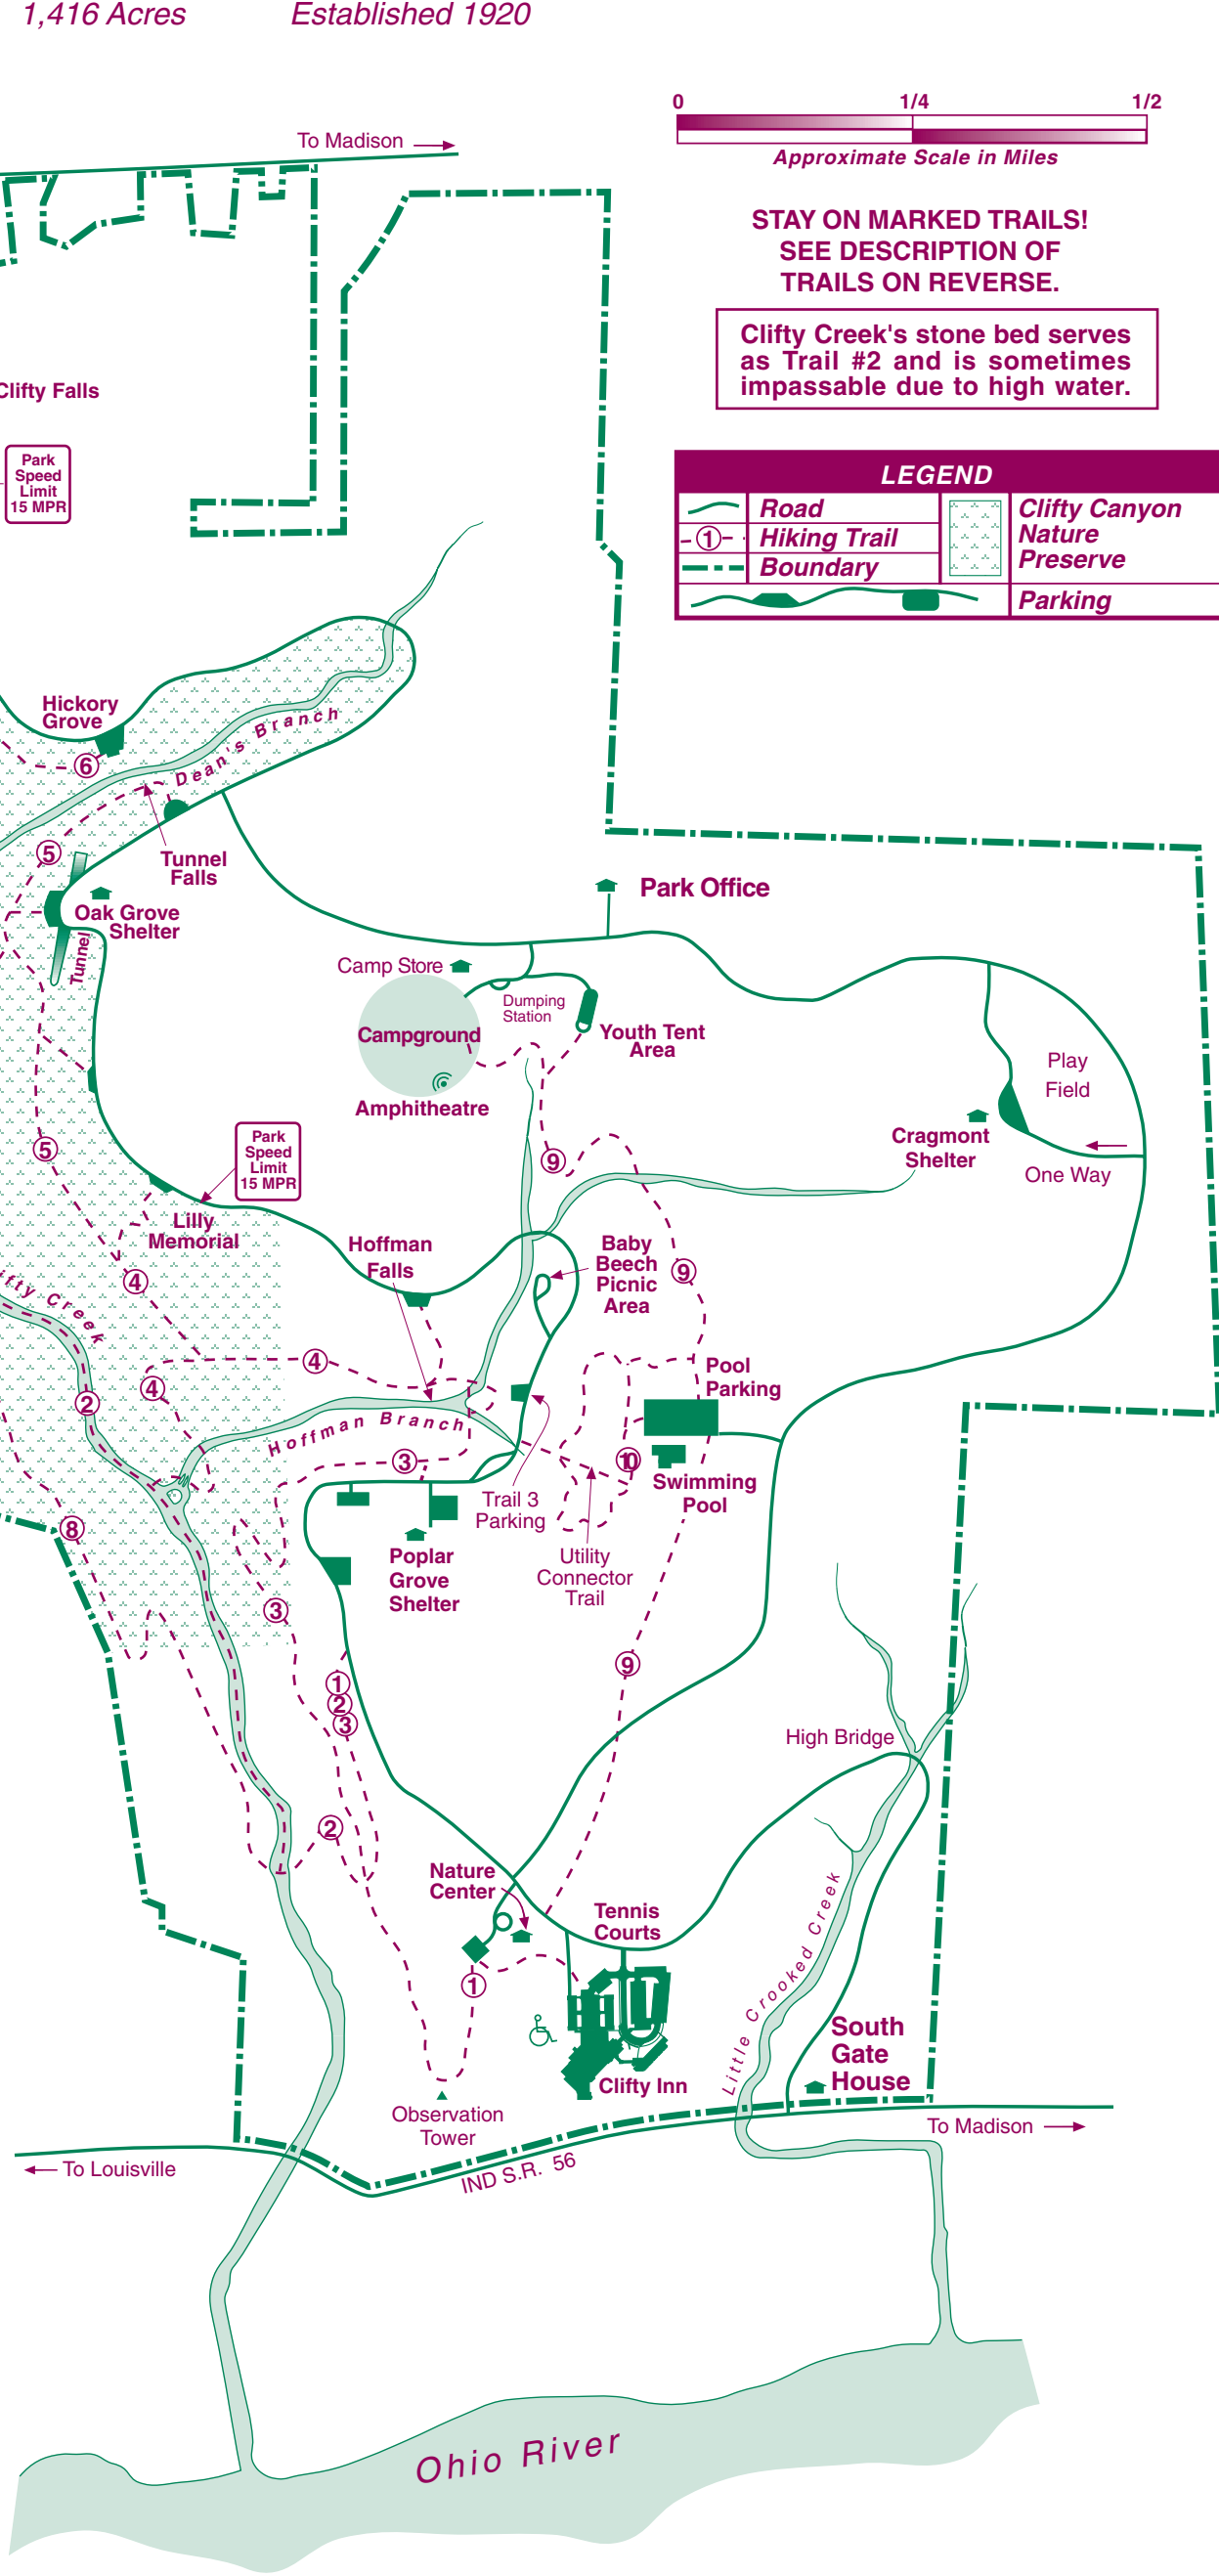 1,416 Acres Established 1920
0 1/4 1/2
Approximate Scale in Miles
To Madison
STAY ON MARKED TRAILS!
SEE DESCRIPTION OF
TRAILS ON REVERSE.
Clifty Creek's stone bed serves
as Trail #2 and is sometimes
impassable due to high water.
Clifty Falls
Park
Speed
Limit
15 MPR
LEGEND
Road
1
Hiking Trail
Boundary
Clifty Canyon
Nature
Preserve
Parking
Hickory
Grove
6
Dean's Branch
5
Tunnel
Falls
Oak Grove
Shelter
Tunnel
Park Office
Camp Store
Dumping
Station
Campground
Youth Tent
Area
Amphitheatre
Play
Field
Cragmont
Shelter
One Way
5
Park
Speed
Limit
15 MPR
9
Lilly
Memorial
Hoffman
Falls
Baby
Beech
Picnic
Area
9
4
ifty Creek
4
4
2
Pool
Parking
Hoffman Branch
3
10
Swimming
Pool
Trail 3
Parking
8
Poplar
Grove
Shelter
Utility
Connector
Trail
3
9
1
2
3
High Bridge
2
Nature
Center
Tennis
Courts
1
Little Crooked Creek
South
Gate
House
Clifty Inn
Observation
Tower
To Madison
To Louisville
IND S.R. 56
Ohio River